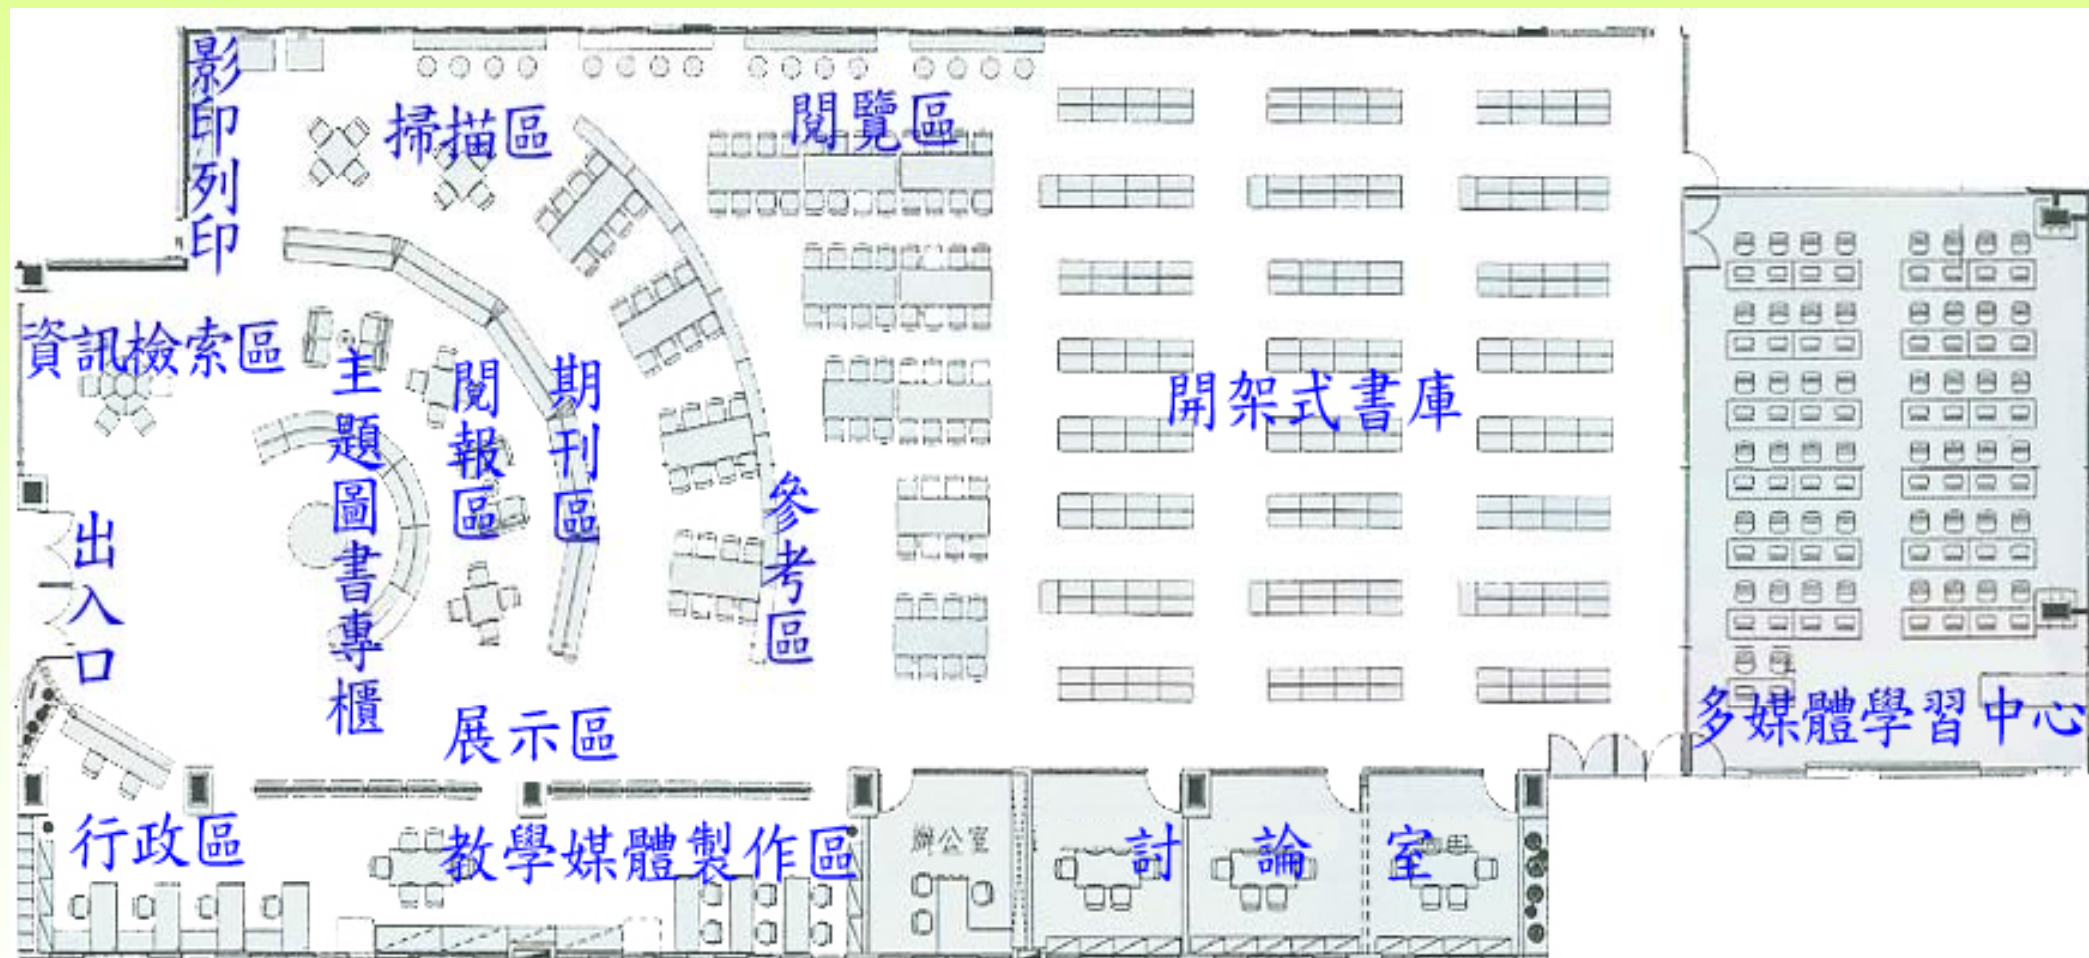 影印列印
掃描區
閱覽區
資訊檢索區
主題圖書專櫃
閱報區
期刊區
參考區
開架式書庫
出入口
展示區
多媒體學習中心
行政區
教學媒體製作區
辦公室
討論室